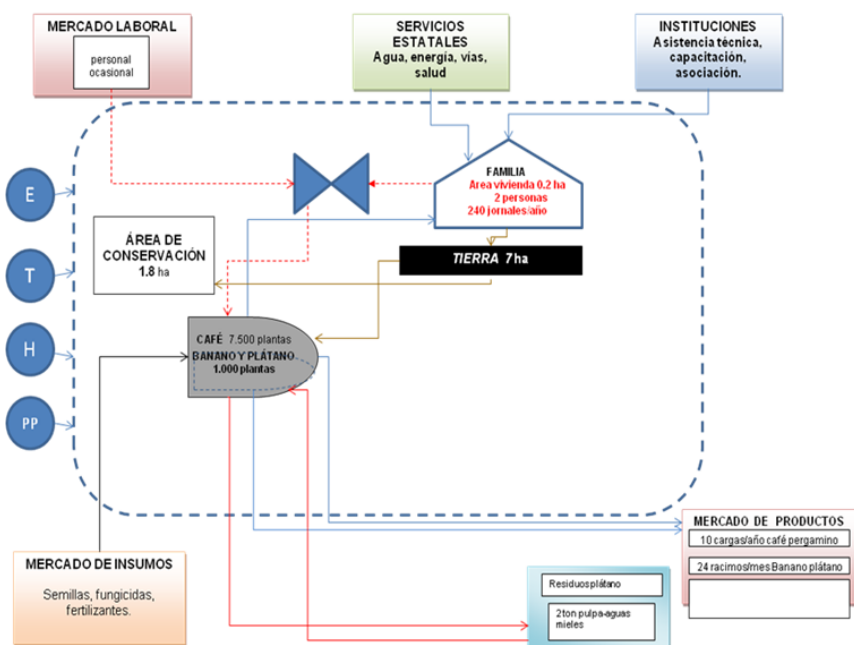 MERCADO LABORAL
personal
ocasional
SERVICIOS
ESTATALES
Agua, energía, vías,
salud
INSTITUCIONES
Asistencia técnica,
capacitación,
asociación.
E
T
H
PP
FAMILIA
Area vivienda 0.2 ha
2 personas
240 jornales/año
ÁREA DE
CONSERVACIÓN
1.8 ha
TIERRA 7 ha
CAFÉ 7.500 plantas
BANANO Y PLÁTANO
1.000 plantas
MERCADO DE INSUMOS
Semillas, fungicidas,
fertilizantes.
MERCADO DE PRODUCTOS
10 cargas/año café pergamino
24 racimos/mes Banano plátano
Residuos plátano
2 ton pulpa-aguas
mieles